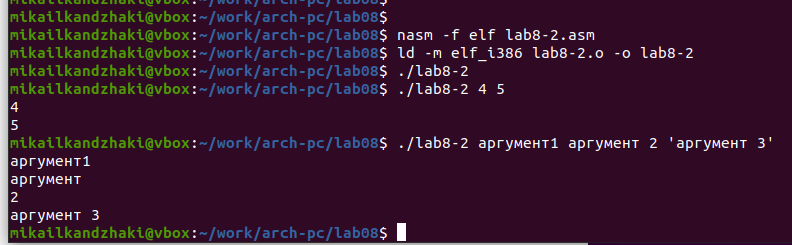 mikailkandzhaki@vbox:~/work/arch-pc/lab08$
mikailkandzhaki@vbox:~/work/arch-pc/lab08$ nasm -f elf lab8-2.asm
mikailkandzhaki@vbox:~/work/arch-pc/lab08$ ld -m elf_i386 lab8-2.o -o lab8-2
mikailkandzhaki@vbox:~/work/arch-pc/lab08$ ./lab8-2
mikailkandzhaki@vbox:~/work/arch-pc/lab08$ ./lab8-2 4 5
4
5
mikailkandzhaki@vbox:~/work/arch-pc/lab08$ ./lab8-2 аргумент1 аргумент 2 'аргумент 3'
аргумент1
аргумент
2
аргумент 3
mikailkandzhaki@vbox:~/work/arch-pc/lab08$